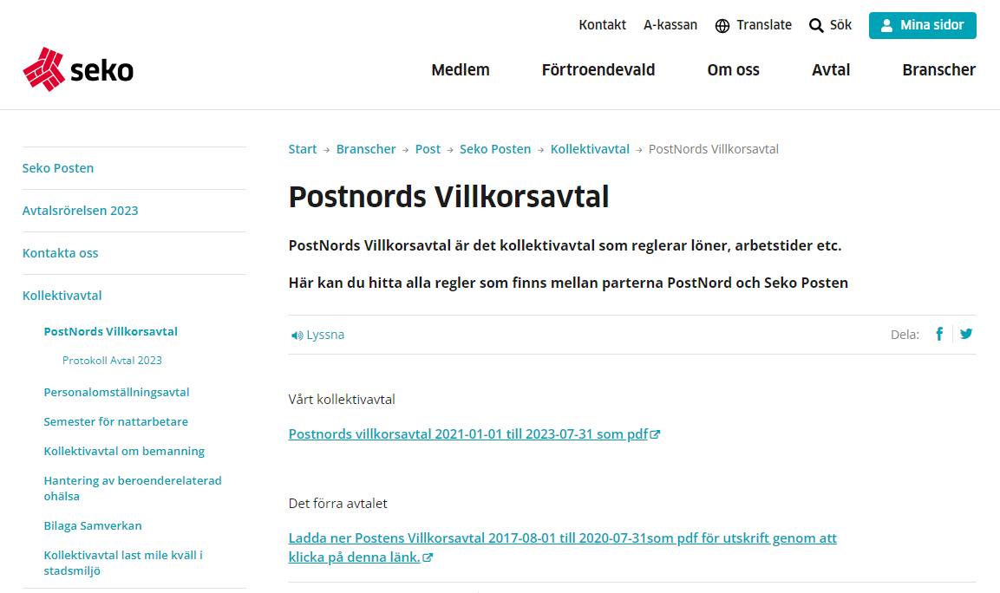 Kontakt A-kassan Translate Sök Mina sidor
seko
Medlem Förtroendevald Om oss Avtal Branscher
Seko Posten
Avtalsrörelsen 2023
Kontakta oss
Kollektivavtal
PostNords Villkorsavtal
Protokoll Avtal 2023
Personalomställningsavtal
Semester för nattarbetare
Kollektivavtal om bemanning
Hantering av beroenderelaterad
ohälsa
Bilaga Samverkan
Kollektivavtal last mile kväll i
stadsmiljö
Start → Branscher → Post → Seko Posten → Kollektivavtal → PostNords Villkorsavtal
Postnords Villkorsavtal
PostNords Villkorsavtal är det kollektivavtal som reglerar löner, arbetstider etc.
Här kan du hitta alla regler som finns mellan parterna PostNord och Seko Posten
Lyssna
Dela:
Vårt kollektivavtal
Postnords villkorsavtal 2021-01-01 till 2023-07-31 som pdf
Det förra avtalet
Ladda ner Postens Villkorsavtal 2017-08-01 till 2020-07-31som pdf för utskrift genom att
klicka på denna länk.